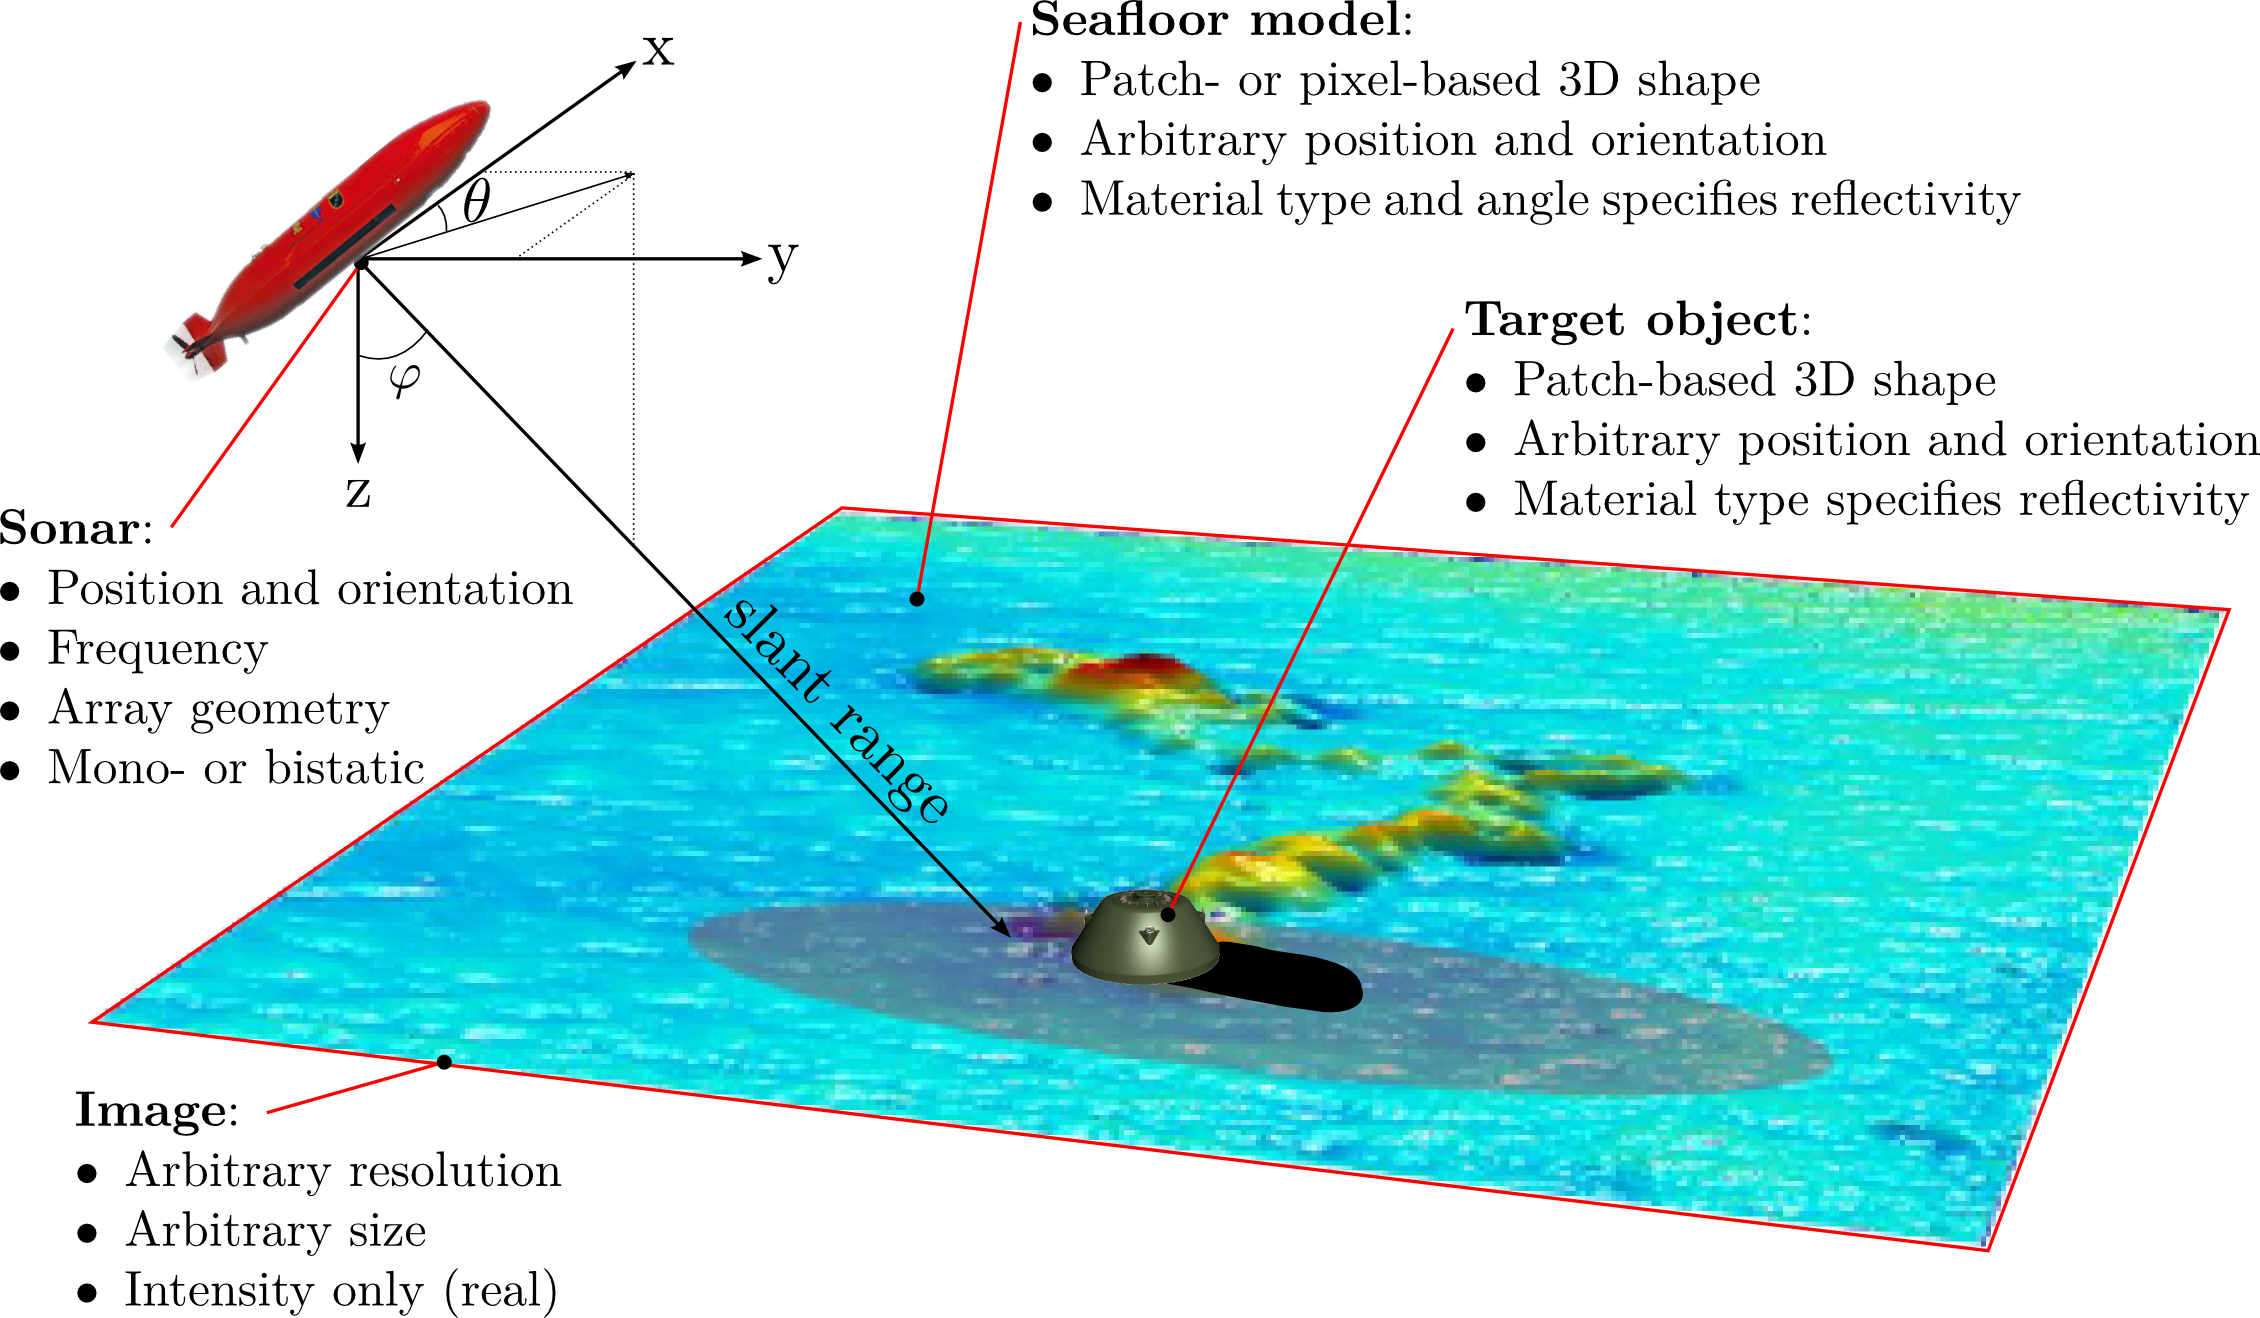 Seafloor model:
• Patch- or pixel-based 3D shape
• Arbitrary position and orientation
• Material type and angle specifies reflectivity
x
θ
y
φ
z
Target object:
• Patch-based 3D shape
• Arbitrary position and orientation
• Material type specifies reflectivity
Sonar:
• Position and orientation
• Frequency
• Array geometry
• Mono- or bistatic
slant range
Image:
• Arbitrary resolution
• Arbitrary size
• Intensity only (real)